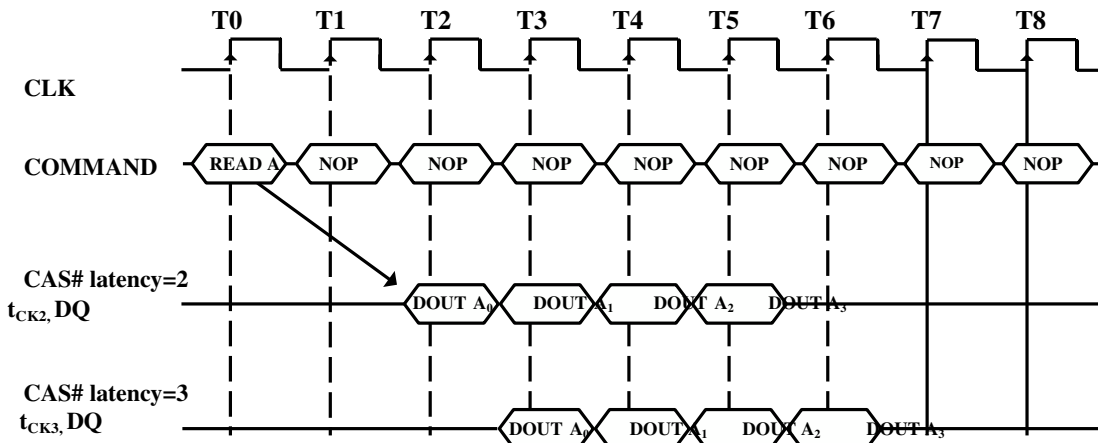 T0 T1 T2 T3 T4 T5 T6 T7 T8
CLK
COMMAND READ A NOP NOP NOP NOP NOP NOP NOP NOP
CAS# latency=2
tCK2, DQ DOUT A0 DOUT A1 DOUT A2 DOUT A3
CAS# latency=3
tCK3, DQ DOUT A0 DOUT A1 DOUT A2 DOUT A3